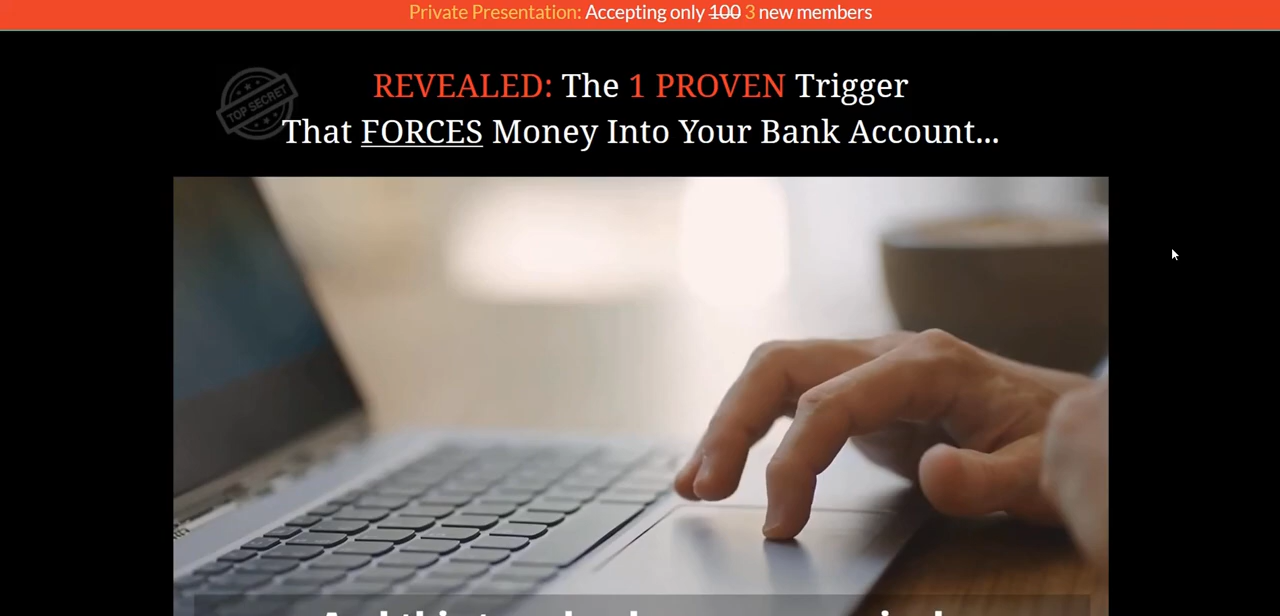 Private Presentation: Accepting only 100 3 new members
TOP SECRET
REVEALED: The 1 PROVEN Trigger
That FORCES Money Into Your Bank Account...